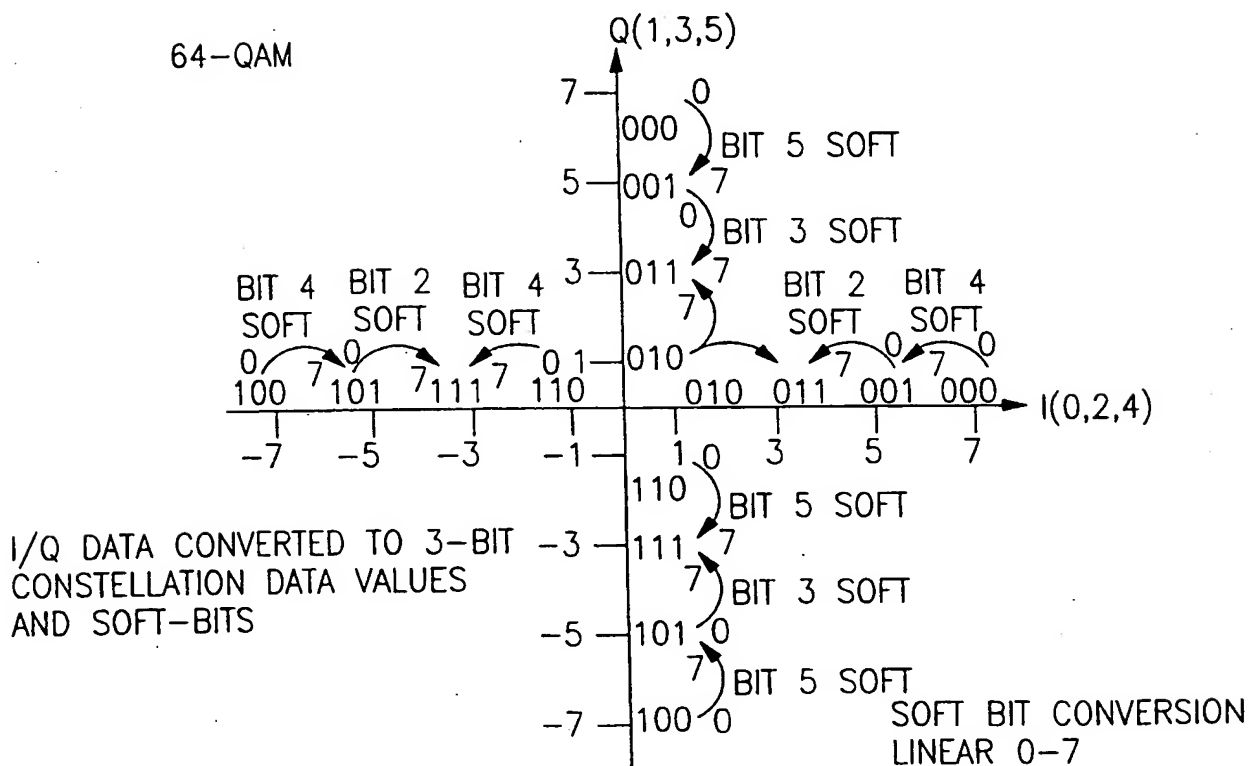 64-QAM
Q(1,3,5)
7
0
000
BIT 5 SOFT
5
001
7
0
BIT 3 SOFT
3
011
7
7
BIT 4
SOFT
BIT 2
SOFT
BIT 4
SOFT
BIT 2
SOFT
BIT 4
SOFT
0
7
0
7
7
0
1
010
7
0
7
0
100
101
111
110
010
011
001
000
I(0,2,4)
-7
-5
-3
-1
1
3
5
7
0
110
BIT 5 SOFT
-3
111
7
7
BIT 3 SOFT
-5
101
0
7
BIT 5 SOFT
-7
100
0
I/Q DATA CONVERTED TO 3-BIT
CONSTELLATION DATA VALUES
AND SOFT-BITS
SOFT BIT CONVERSION
LINEAR 0-7